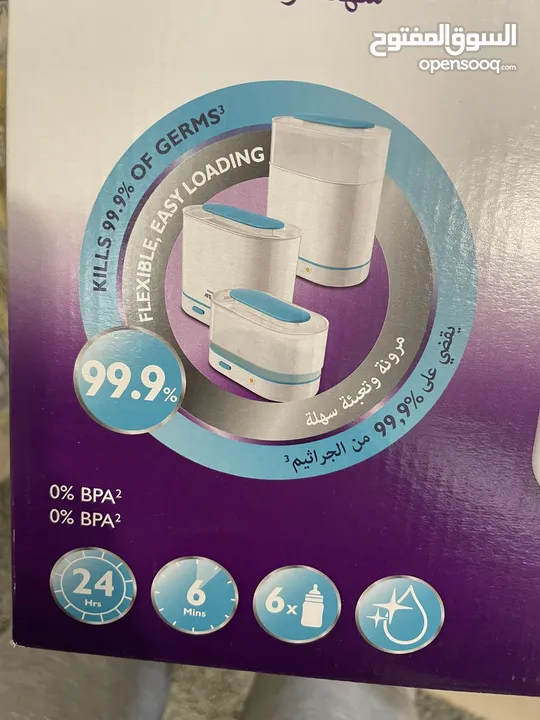 السوق المفتوح
opensooq.com
KILLS 99.9% OF GERMS³
FLEXIBLE, EASY LOADING
99.9%
مرونة وتعبئة سهلة
يقضي على 99,9% من الجراثيم³
0% BPA²
0% BPA²
24 Hrs
6 Mins
6x